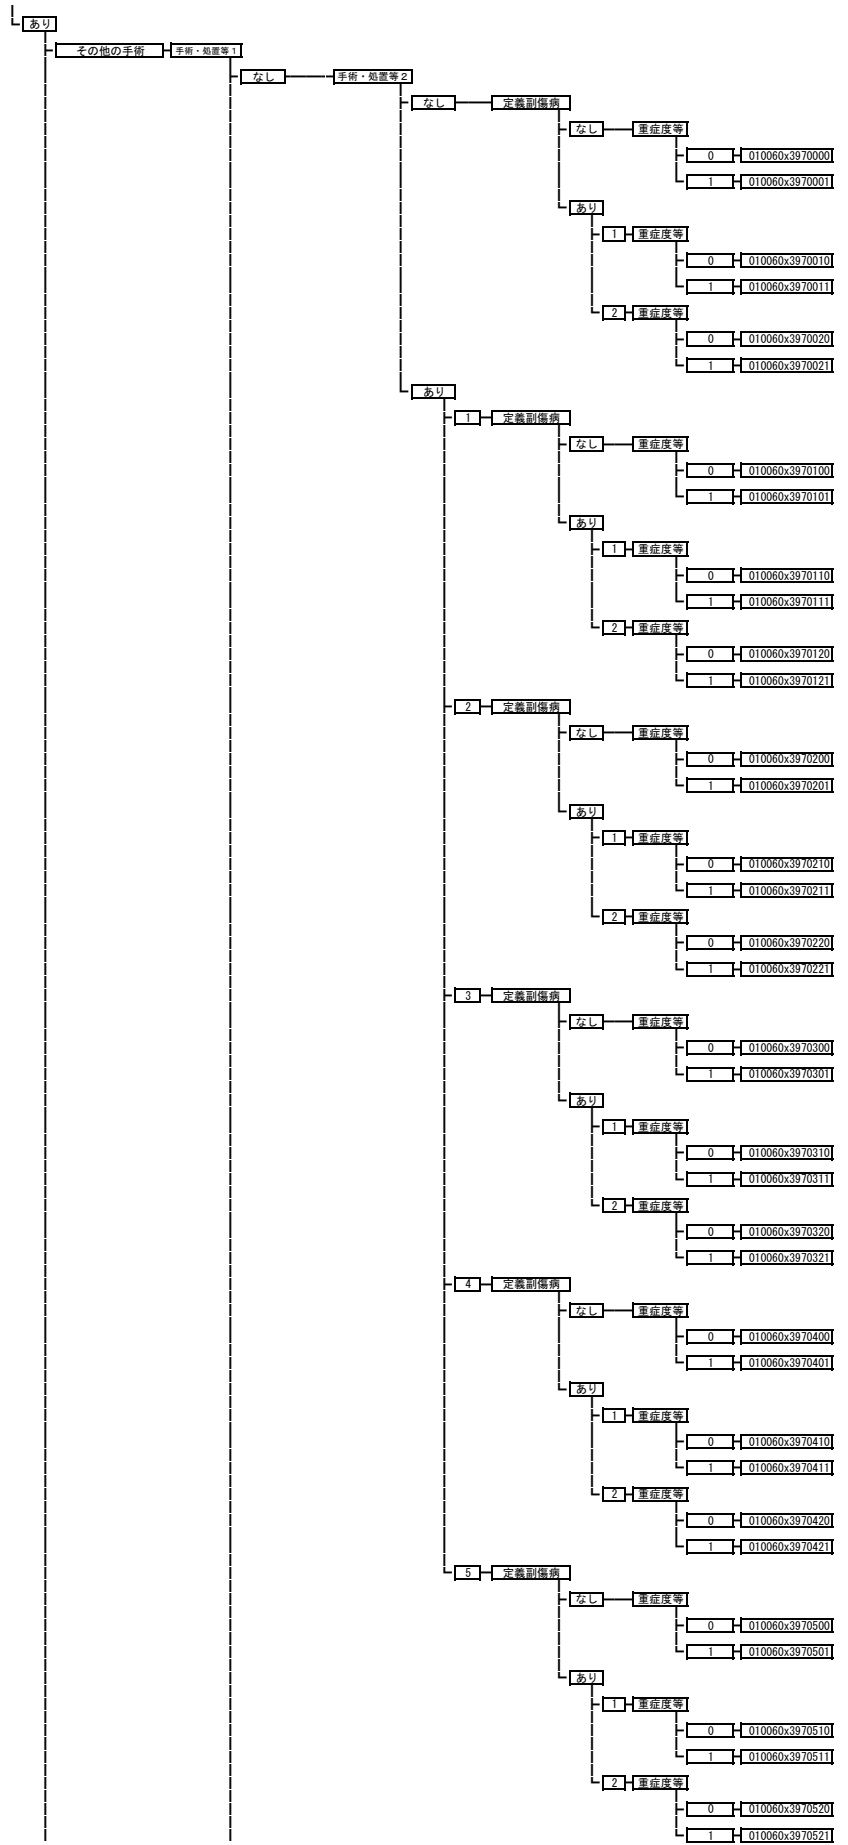 あり
その他の手術 手術・処置等１
なし 手術・処置等２
なし 定義副傷病
なし 重症度等
0 010060x3970000
1 010060x3970001
あり
1 重症度等
0 010060x3970010
1 010060x3970011
2 重症度等
0 010060x3970020
1 010060x3970021
あり
1 定義副傷病
なし 重症度等
0 010060x3970100
1 010060x3970101
あり
1 重症度等
0 010060x3970110
1 010060x3970111
2 重症度等
0 010060x3970120
1 010060x3970121
2 定義副傷病
なし 重症度等
0 010060x3970200
1 010060x3970201
あり
1 重症度等
0 010060x3970210
1 010060x3970211
2 重症度等
0 010060x3970220
1 010060x3970221
3 定義副傷病
なし 重症度等
0 010060x3970300
1 010060x3970301
あり
1 重症度等
0 010060x3970310
1 010060x3970311
2 重症度等
0 010060x3970320
1 010060x3970321
4 定義副傷病
なし 重症度等
0 010060x3970400
1 010060x3970401
あり
1 重症度等
0 010060x3970410
1 010060x3970411
2 重症度等
0 010060x3970420
1 010060x3970421
5 定義副傷病
なし 重症度等
0 010060x3970500
1 010060x3970501
あり
1 重症度等
0 010060x3970510
1 010060x3970511
2 重症度等
0 010060x3970520
1 010060x3970521